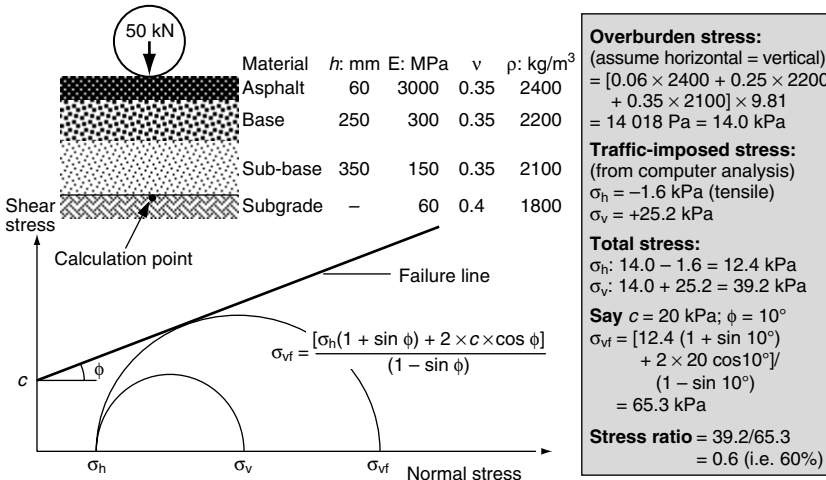 50 kN
Material h: mm E: MPa ν ρ: kg/m³
Asphalt 60 3000 0.35 2400
Base 250 300 0.35 2200
Sub-base 350 150 0.35 2100
Subgrade – 60 0.4 1800
Calculation point
Shear
stress
Failure line
c
ϕ
σvf = [σh(1 + sin ϕ) + 2 × c × cos ϕ]
(1 – sin ϕ)
σh σv σvf
Normal stress
Overburden stress:
(assume horizontal = vertical)
= [0.06 × 2400 + 0.25 × 2200
+ 0.35 × 2100] × 9.81
= 14 018 Pa = 14.0 kPa
Traffic-imposed stress:
(from computer analysis)
σh = –1.6 kPa (tensile)
σv = +25.2 kPa
Total stress:
σh: 14.0 – 1.6 = 12.4 kPa
σv: 14.0 + 25.2 = 39.2 kPa
Say c = 20 kPa; ϕ = 10°
σvf = [12.4 (1 + sin 10°)
+ 2 × 20 cos10°]/
(1 – sin 10°)
= 65.3 kPa
Stress ratio = 39.2/65.3
= 0.6 (i.e. 60%)